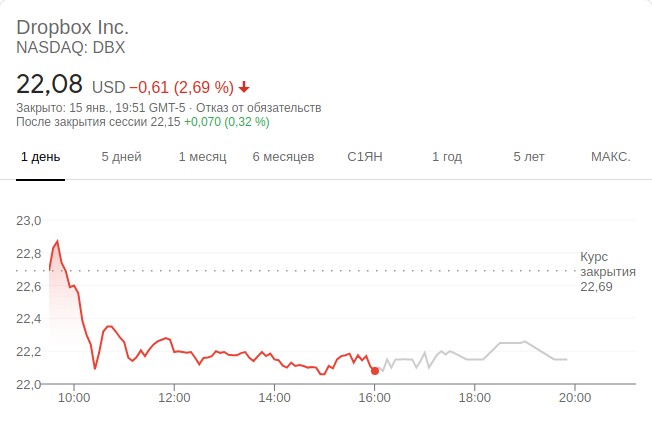 Dropbox Inc.
NASDAQ: DBX
22,08 USD −0,61 (2,69 %)
Закрыто: 15 янв., 19:51 GMT-5 · Отказ от обязательств
После закрытия сессии 22,15 +0,070 (0,32 %)
1 день 5 дней 1 месяц 6 месяцев С1ЯН 1 год 5 лет МАКС.
23,0
22,8
Курс
закрытия
22,69
22,6
22,4
22,2
22,0
10:00 12:00 14:00 16:00 18:00 20:00